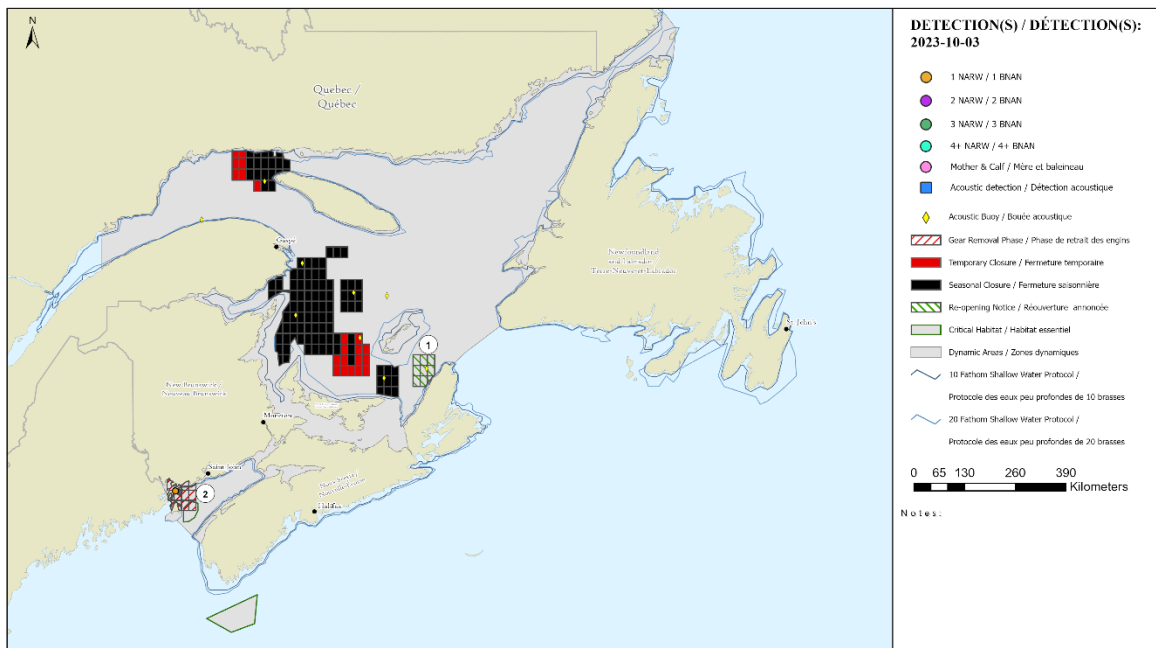 N
Quebec /
Québec
Gaspe
Newfoundland
and Labrador
Terre-Neuve-et-Labrador
St. John's
1
New Brunswick /
Nouveau Brunswick
Moncton
Saint John
2
Nova Scotia /
Halifax
DETECTION(S) / DÉTECTION(S):
2023-10-03
1 NARW / 1 BNAN
2 NARW / 2 BNAN
3 NARW / 3 BNAN
4+ NARW / 4+ BNAN
Mother & Calf / Mère et baleineau
Acoustic detection / Détection acoustique
Acoustic Buoy / Bouée acoustique
Gear Removal Phase / Phase de retrait des engins
Temporary Closure / Fermeture temporaire
Seasonal Closure / Fermeture saisonnière
Re-opening Notice / Réouverture annoncée
Critical Habitat / Habitat essentiel
Dynamic Areas / Zones dynamiques
10 Fathom Shallow Water Protocol /
Protocole des eaux peu profondes de 10 brasses
20 Fathom Shallow Water Protocol /
Protocole des eaux peu profondes de 20 brasses
0 65 130 260 390
Kilometers
Notes: